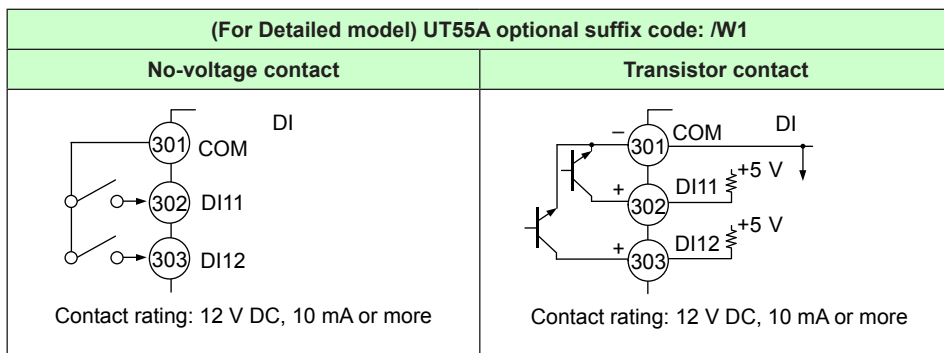 (For Detailed model) UT55A optional suffix code: /W1
No-voltage contact
Transistor contact
DI
301
COM
302
DI11
303
DI12
Contact rating: 12 V DC, 10 mA or more
DI
–
301
COM
+5 V
+
302
DI11
+5 V
+
303
DI12
Contact rating: 12 V DC, 10 mA or more